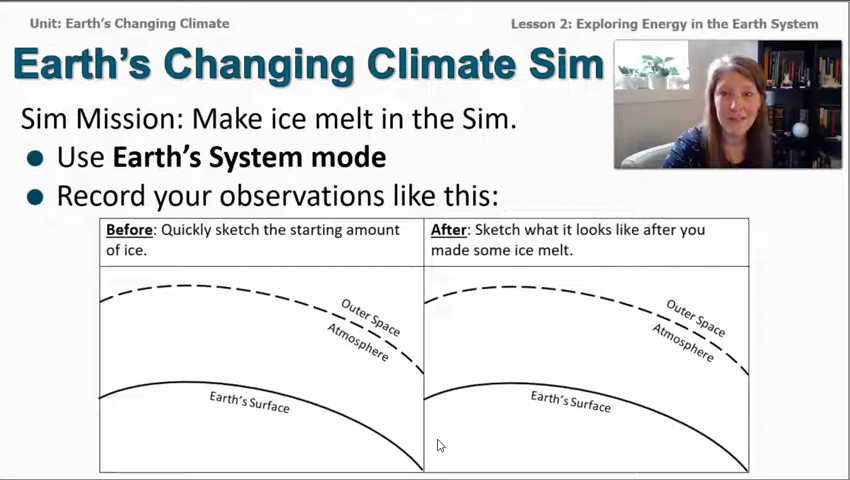 Unit: Earth's Changing Climate
Lesson 2: Exploring Energy in the Earth System
Earth's Changing Climate Sim
Sim Mission: Make ice melt in the Sim.
Use Earth's System mode
Record your observations like this:
Before: Quickly sketch the starting amount
of ice.
After: Sketch what it looks like after you
made some ice melt.
Outer Space
Atmosphere
Earth's Surface
Outer Space
Atmosphere
Earth's Surface